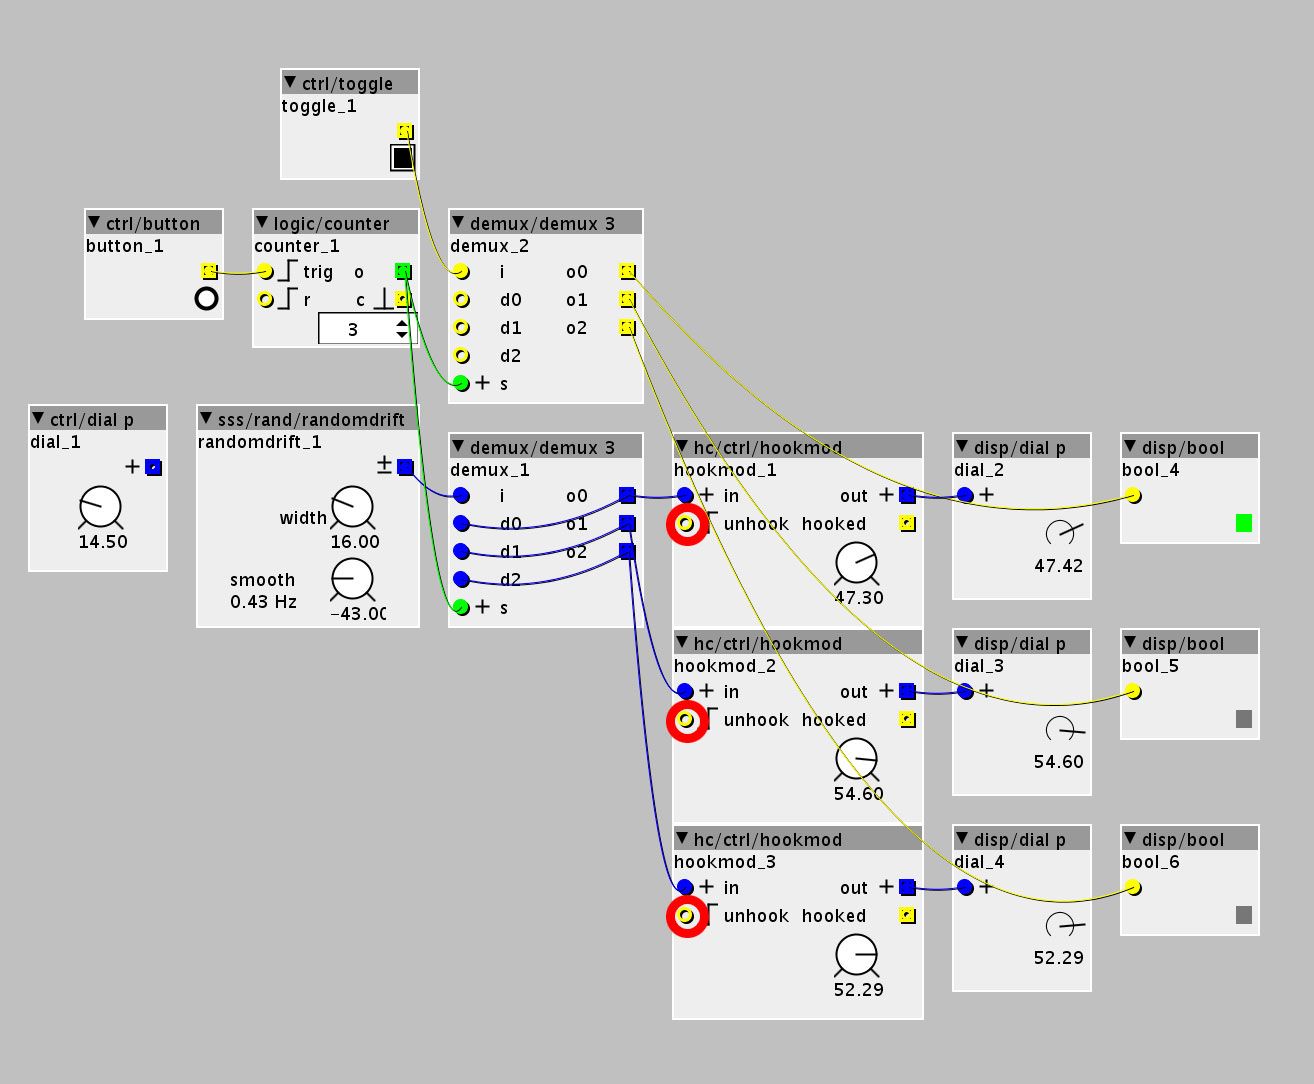 ctrl/toggle
toggle_1
ctrl/button
button_1
logic/counter
counter_1
trig o
r c
3
demux/demux 3
demux_2
i o0
d0 o1
d1 o2
d2
+ s
ctrl/dial p
dial_1
+
14.50
sss/rand/randomdrift
randomdrift_1
±
width
16.00
smooth
0.43 Hz
-43.00
demux/demux 3
demux_1
i o0
d0 o1
d1 o2
d2
+ s
hc/ctrl/hookmod
hookmod_1
+ in out +
unhook hooked
47.30
disp/dial p
dial_2
+
47.42
disp/bool
bool_4
hc/ctrl/hookmod
hookmod_2
+ in out +
unhook hooked
54.60
disp/dial p
dial_3
+
54.60
disp/bool
bool_5
hc/ctrl/hookmod
hookmod_3
+ in out +
unhook hooked
52.29
disp/dial p
dial_4
+
52.29
disp/bool
bool_6